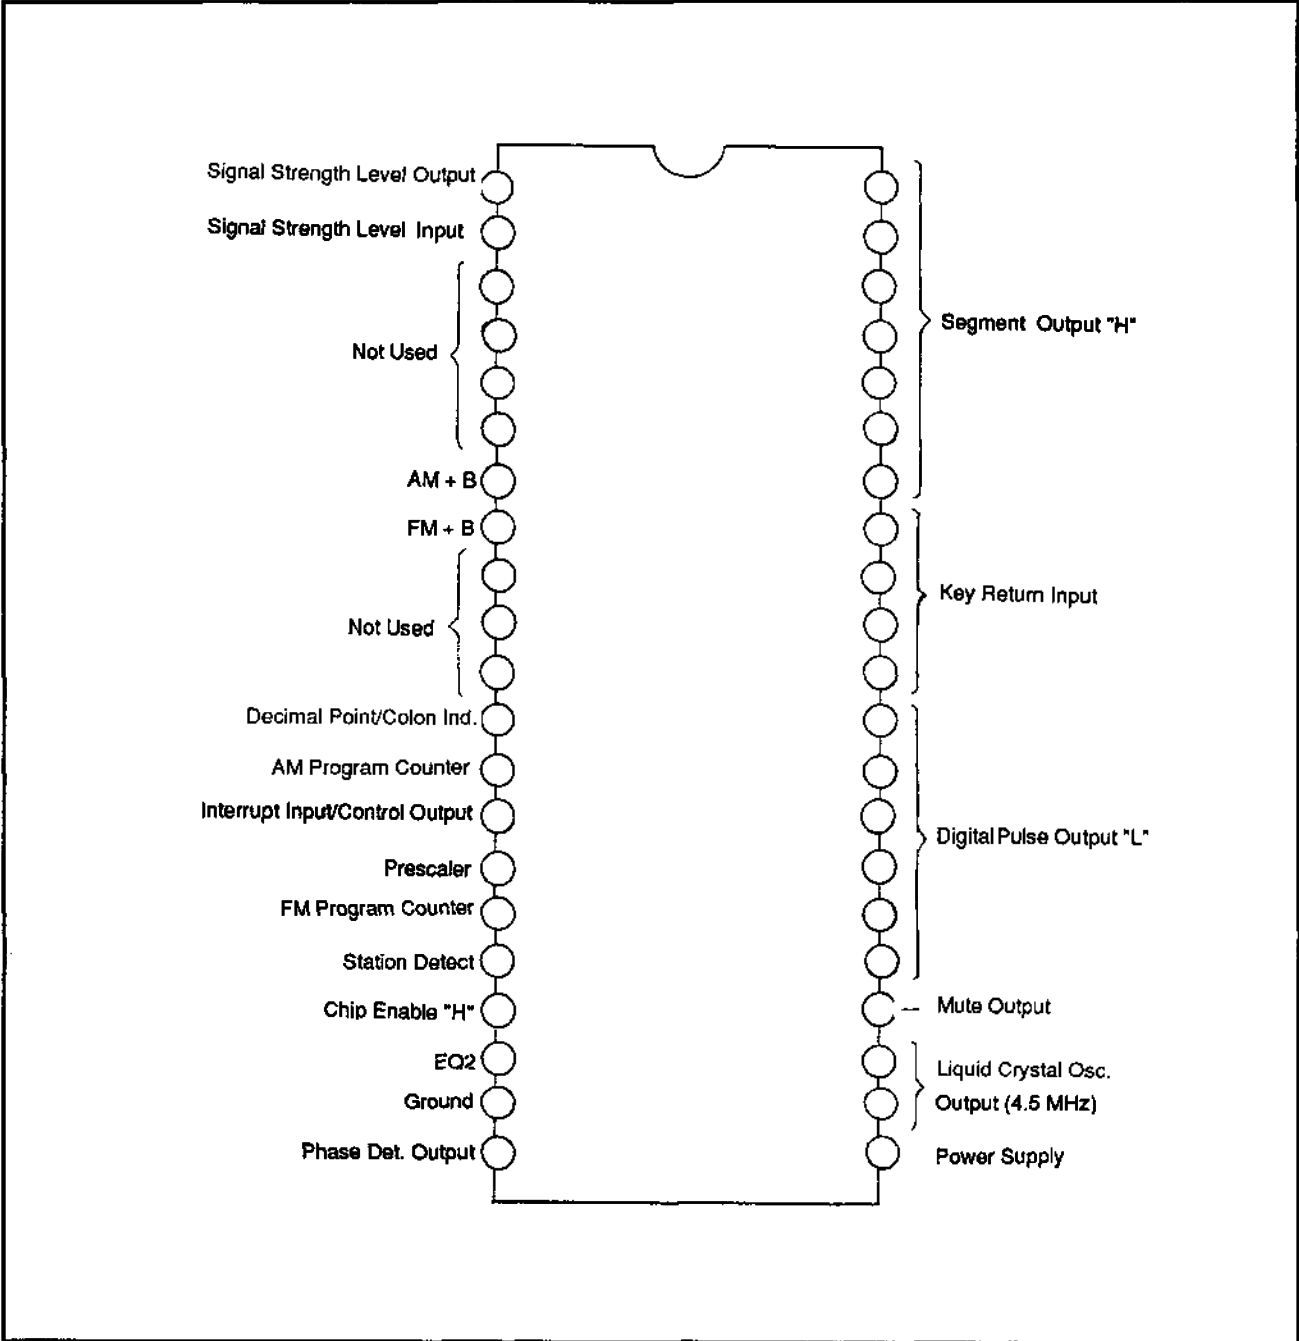 Signal Strength Level Output
Signal Strength Level Input
Not Used
AM + B
FM + B
Not Used
Decimal Point/Colon Ind.
AM Program Counter
Interrupt Input/Control Output
Prescaler
FM Program Counter
Station Detect
Chip Enable "H"
EO2
Ground
Phase Det. Output
Segment Output "H"
Key Return Input
Digital Pulse Output "L"
Mute Output
Liquid Crystal Osc.
Output (4.5 MHz)
Power Supply